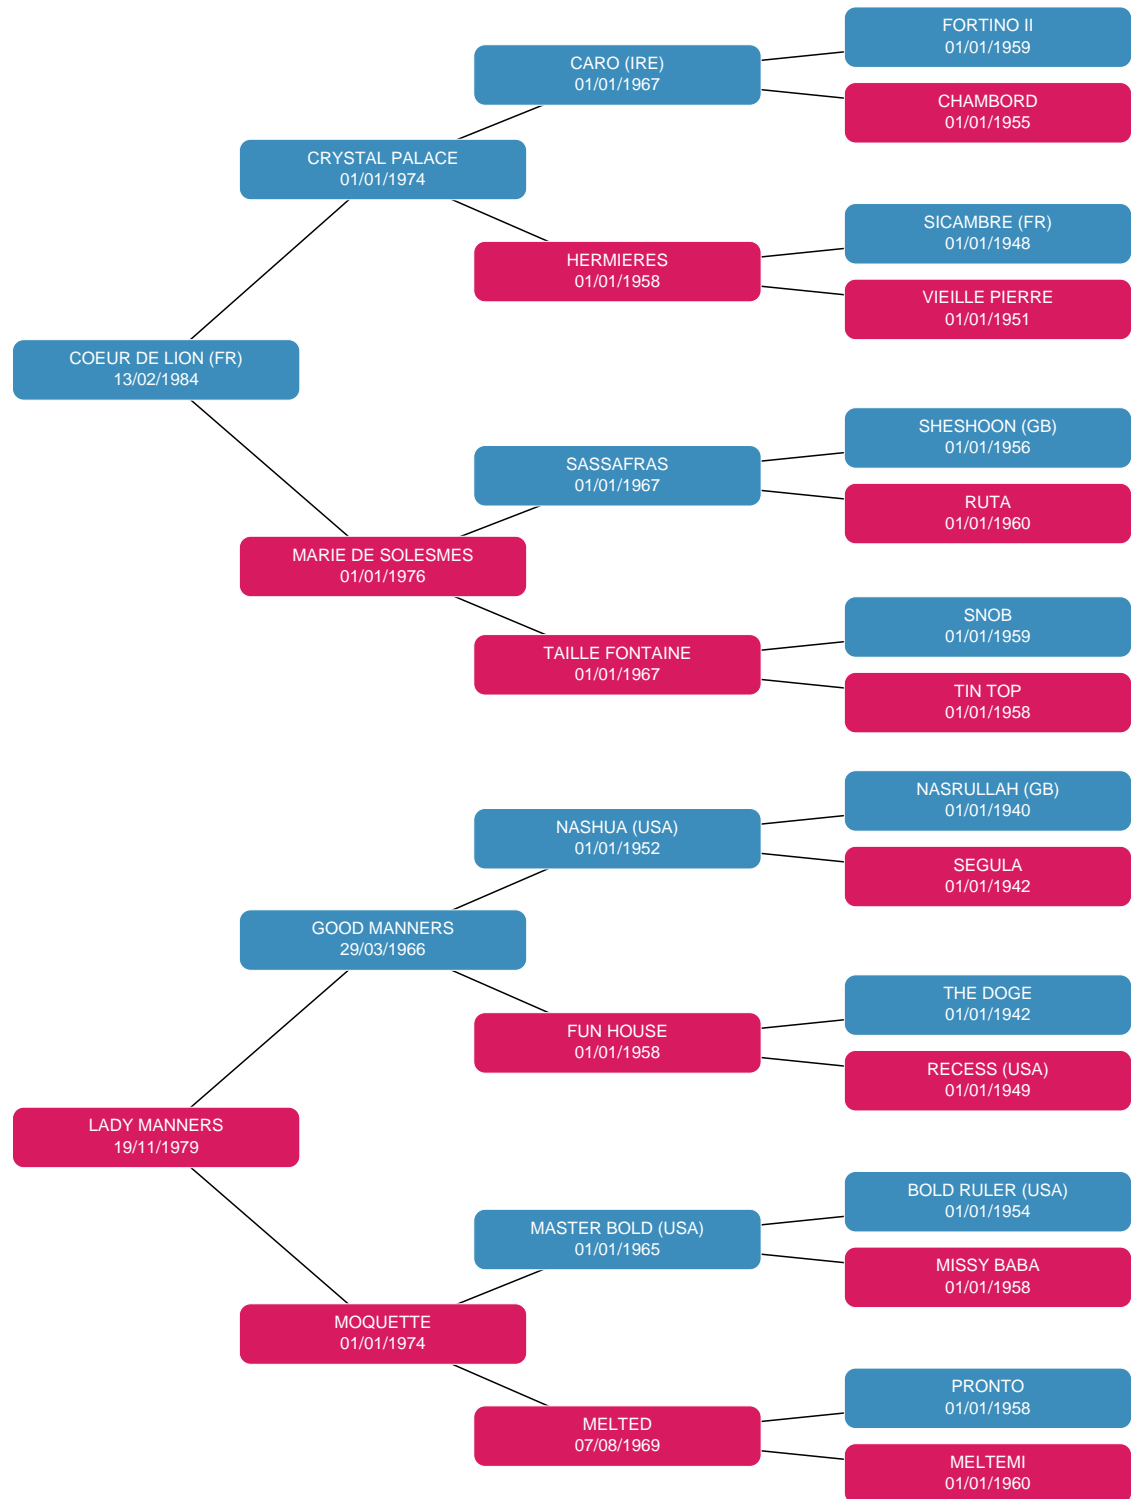 FORTINO II
01/01/1959
CARO (IRE)
01/01/1967
CHAMBORD
01/01/1955
CRYSTAL PALACE
01/01/1974
SICAMBRE (FR)
01/01/1948
HERMIERES
01/01/1958
VIEILLE PIERRE
01/01/1951
COEUR DE LION (FR)
13/02/1984
SHESHOON (GB)
01/01/1956
SASSAFRAS
01/01/1967
RUTA
01/01/1960
MARIE DE SOLESMES
01/01/1976
SNOB
01/01/1959
TAILLE FONTAINE
01/01/1967
TIN TOP
01/01/1958
NASRULLAH (GB)
01/01/1940
NASHUA (USA)
01/01/1952
SEGULA
01/01/1942
GOOD MANNERS
29/03/1966
THE DOGE
01/01/1942
FUN HOUSE
01/01/1958
RECESS (USA)
01/01/1949
LADY MANNERS
19/11/1979
BOLD RULER (USA)
01/01/1954
MASTER BOLD (USA)
01/01/1965
MISSY BABA
01/01/1958
MOQUETTE
01/01/1974
PRONTO
01/01/1958
MELTED
07/08/1969
MELTEMI
01/01/1960